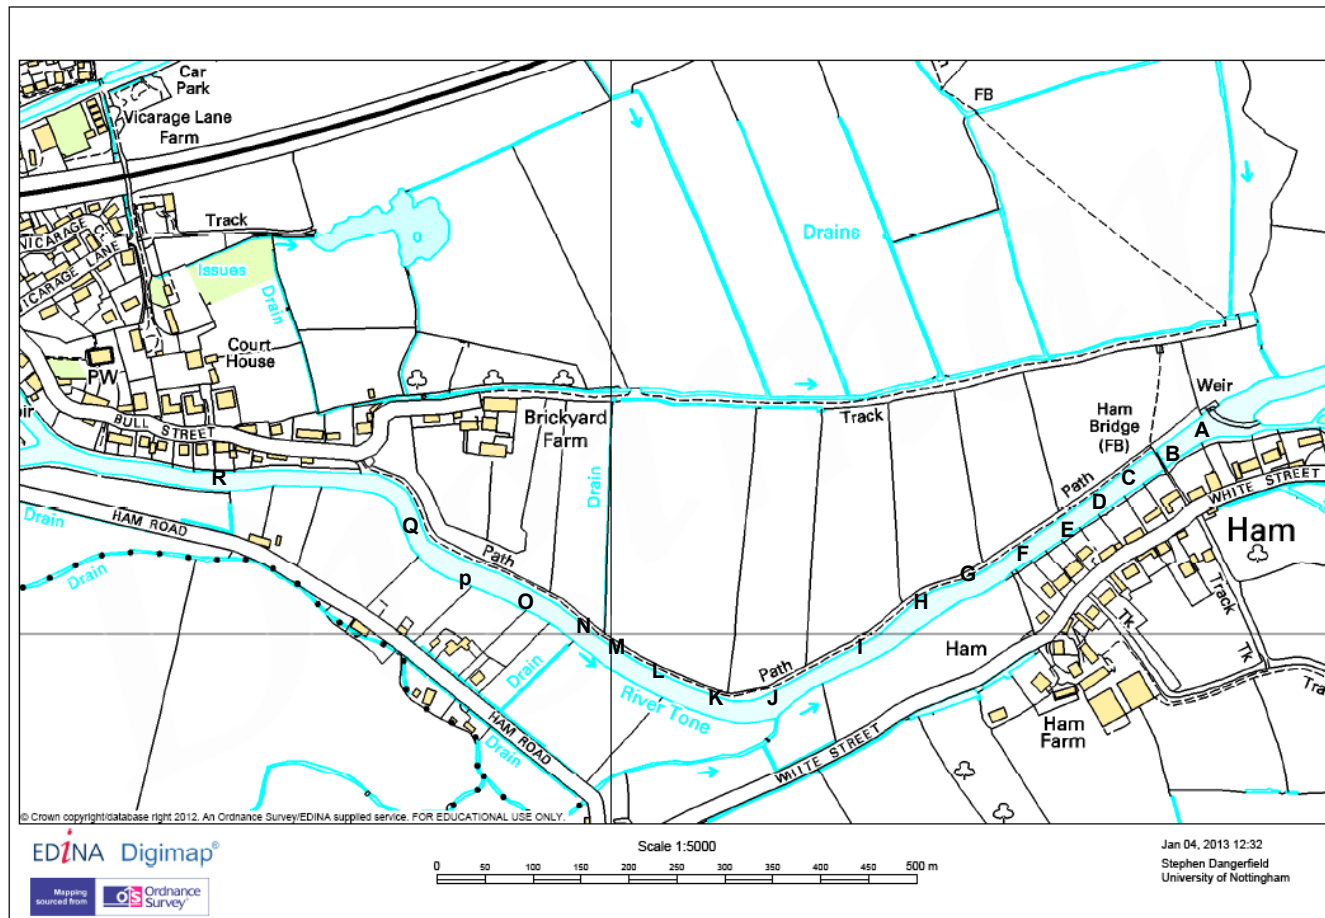 Car
Park
Vicarage Lane
Farm
FB
Track
VICARAGE
VICARAGE LANE
Issues
Drain
Drains
Court
House
PW
BULL STREET
Brickyard
Farm
Track
Weir
Ham
Bridge
(FB)
A
B
C
D
E
F
G
H
I
J
K
L
M
N
O
p
Q
R
Path
Path
Path
Drain
Drain
Drain
Drain
Drain
HAM ROAD
HAM ROAD
River Tone
WHITE STREET
WHITE STREET
Ham
Ham
Ham
Farm
Track
Tk
Tk
© Crown copyright/database right 2012. An Ordnance Survey/EDINA supplied service. FOR EDUCATIONAL USE ONLY.
EDINA Digimap®
Mapping
sourced from
OS Ordnance
Survey®
Scale 1:5000
0 50 100 150 200 250 300 350 400 450 500 m
Jan 04, 2013 12:32
Stephen Dangerfield
University of Nottingham